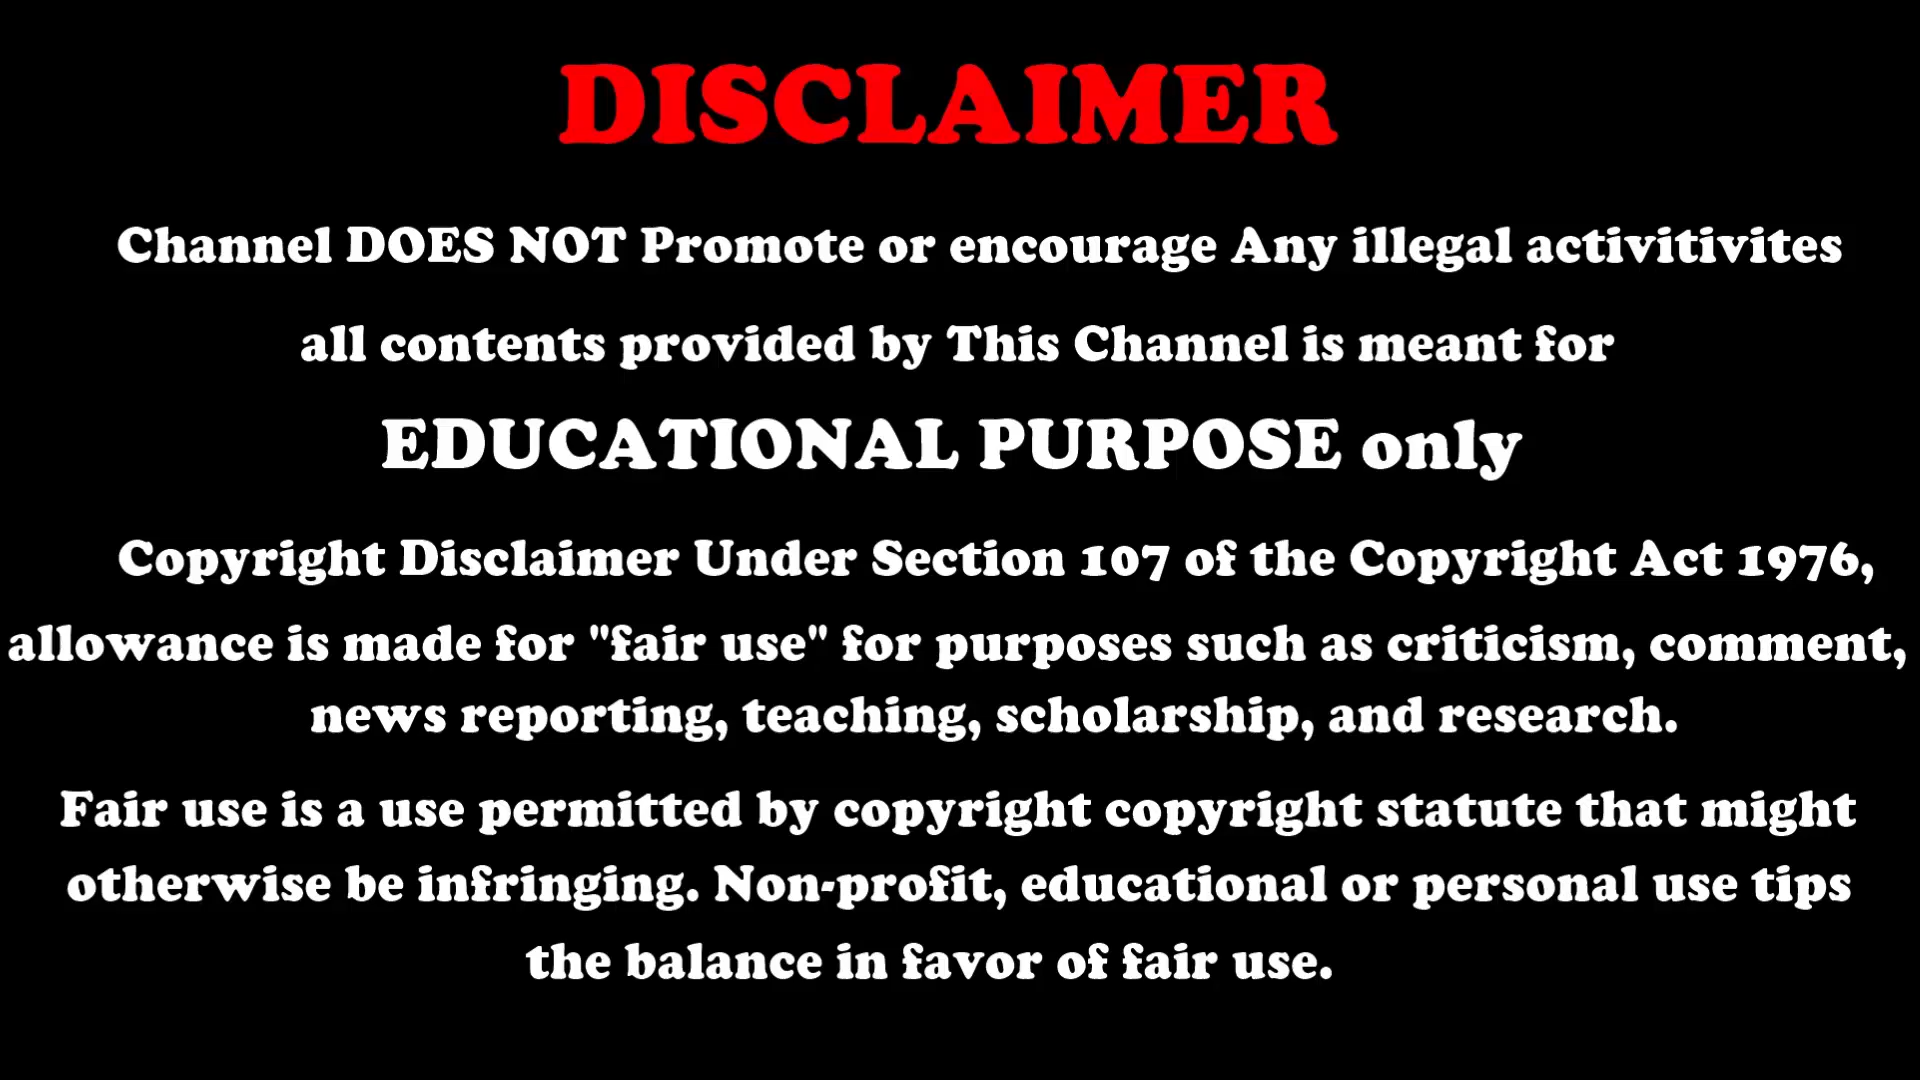 DISCLAIMER
Channel DOES NOT Promote or encourage Any illegal activitivites
all contents provided by This Channel is meant for
EDUCATIONAL PURPOSE only
Copyright Disclaimer Under Section 107 of the Copyright Act 1976,
allowance is made for "fair use" for purposes such as criticism, comment,
news reporting, teaching, scholarship, and research.
Fair use is a use permitted by copyright copyright statute that might
otherwise be infringing. Non-profit, educational or personal use tips
the balance in favor of fair use.